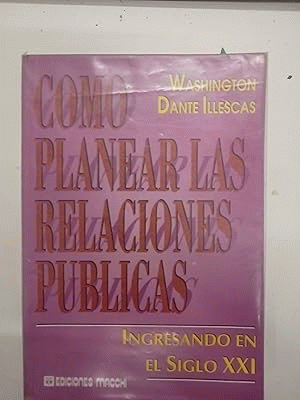 WASHINGTON
DANTE ILLESCAS
COMO
PLANEAR LAS
RELACIONES
PUBLICAS
INGRESANDO EN
EL SIGLO XXI
EDICIONES MACCHI